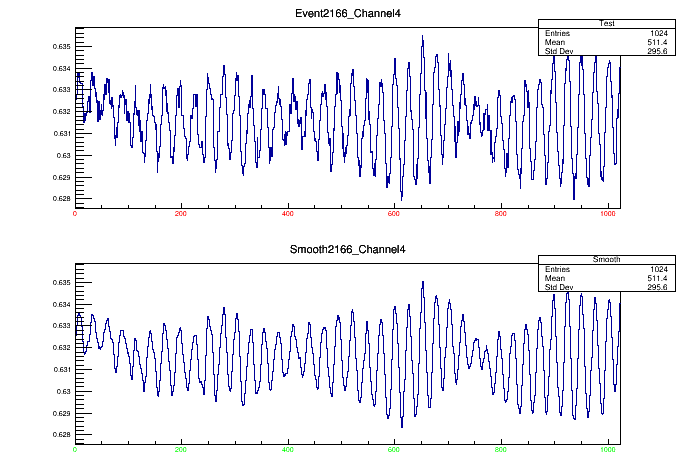 Event2166_Channel4
Test
Entries 1024
Mean 511.4
Std Dev 295.6
0.635
0.634
0.633
0.632
0.631
0.63
0.629
0.628
0 200 400 600 800 1000
Smooth2166_Channel4
Smooth
Entries 1024
Mean 511.4
Std Dev 295.6
0.635
0.634
0.633
0.632
0.631
0.63
0.629
0.628
0 200 400 600 800 1000